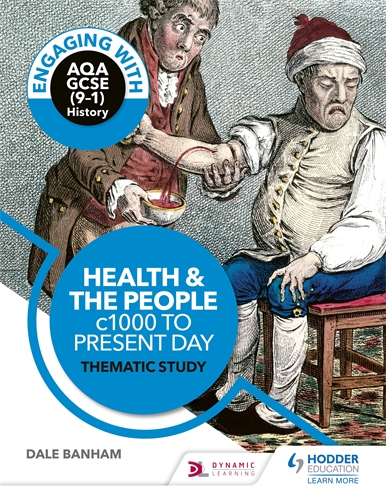 ENGAGING WITH
AQA
GCSE
(9-1)
History
HEALTH &
THE PEOPLE
c1000 TO
PRESENT DAY
THEMATIC STUDY
DALE BANHAM
DL DYNAMIC
LEARNING
HODDER
EDUCATION
LEARN MORE